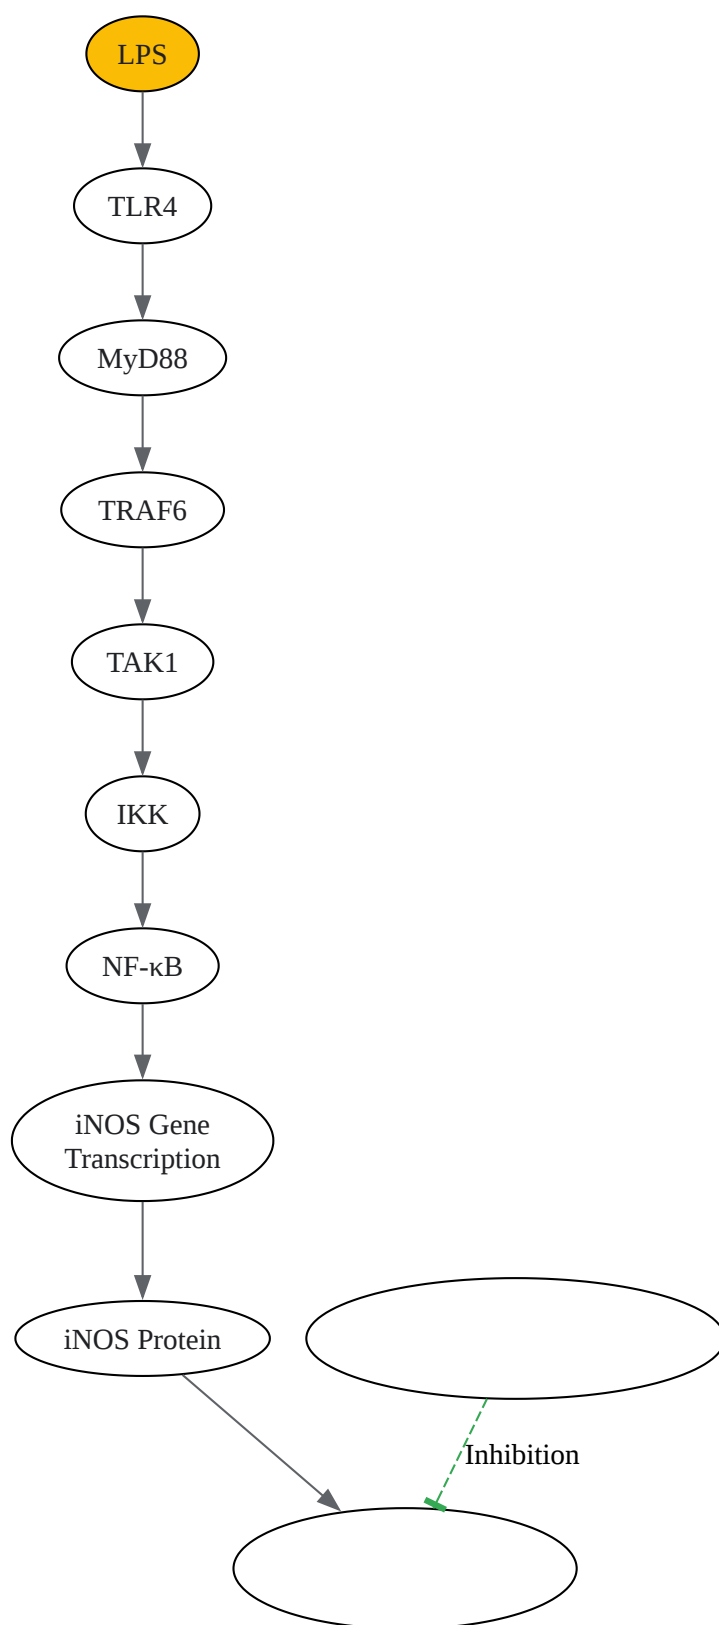 LPS
TLR4
MyD88
TRAF6
TAK1
IKK
NF-κB
iNOS Gene
Transcription
iNOS Protein
Inhibition